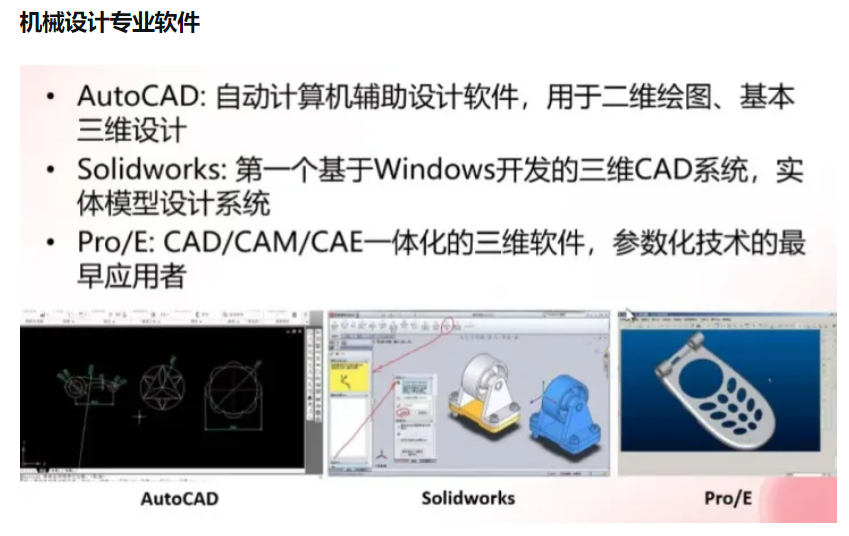 机械设计专业软件
• AutoCAD: 自动计算机辅助设计软件，用于二维绘图、基本
三维设计
• Solidworks: 第一个基于Windows开发的三维CAD系统，实
体模型设计系统
• Pro/E: CAD/CAM/CAE一体化的三维软件，参数化技术的最
早应用者
AutoCAD
Solidworks
Pro/E